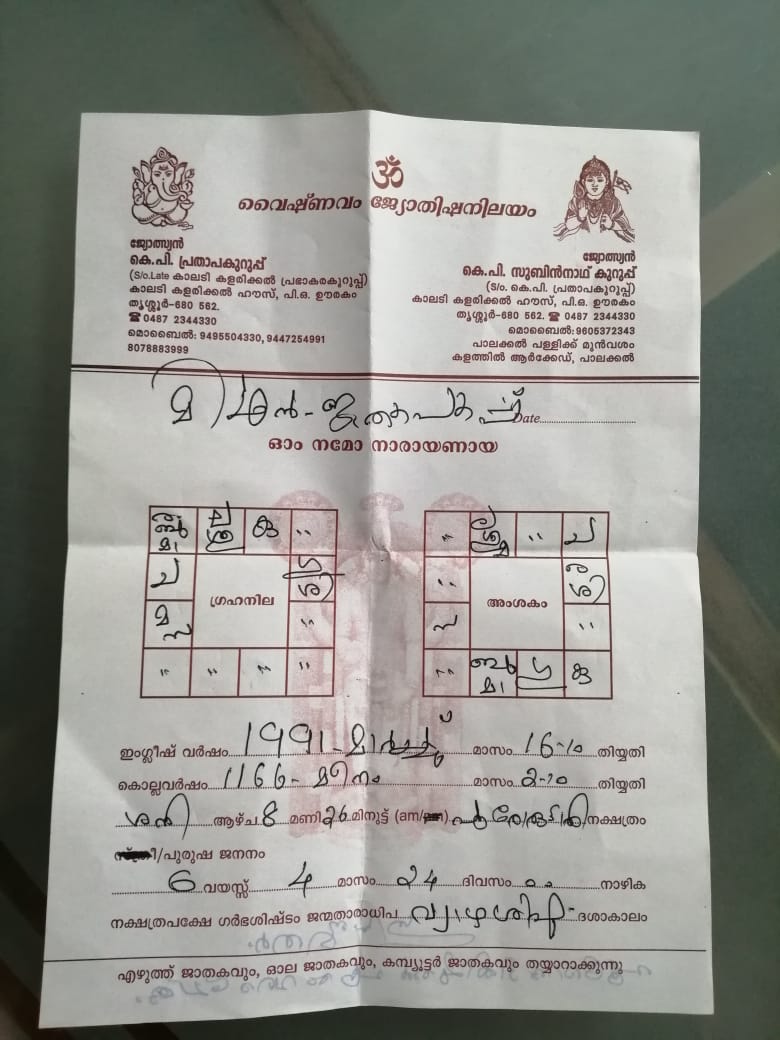 ॐ
വൈഷ്ണവം ജ്യോതിഷനിലയം
ജ്യോത്സ്യൻ
കെ.പി. പ്രതാപകുറുപ്പ്
(S/o.Late കാലടി കളരിക്കൽ പ്രഭാകരകുറുപ്പ്)
കാലടി കളരിക്കൽ ഹൗസ്, പി.ഒ. ഊരകം
തൃശ്ശൂർ-680 562.
☎ 0487 2344330
മൊബൈൽ: 9495504330, 9447254991
8078883999
ജ്യോത്സ്യൻ
കെ.പി. സുബിൻനാഥ് കുറുപ്പ്
(S/o. കെ.പി. പ്രതാപകുറുപ്പ്)
കാലടി കളരിക്കൽ ഹൗസ്, പി.ഒ. ഊരകം
തൃശ്ശൂർ-680 562. ☎ 0487 2344330
മൊബൈൽ:9605372343
പാലക്കൽ പള്ളിക്ക് മുൻവശം
കളത്തിൽ ആർക്കേഡ്, പാലക്കൽ
Date
ഓം നമോ നാരായണായ
ഗ്രഹനില
അംശകം
ഇംഗ്ലീഷ് വർഷം 1991-മാർച്ച് മാസം 16-ാം തിയ്യതി
കൊല്ലവർഷം 1166-മീനം മാസം 2-ാം തിയ്യതി
ശനി ആഴ്ച 8 മണി 26 മിനുട്ട് (am/pm) നക്ഷത്രം
സ്ത്രീ/പുരുഷ ജനനം
6 വയസ്സ് 4 മാസം 24 ദിവസം നാഴിക
നക്ഷത്രപക്ഷേ ഗർഭശിഷ്ടം ജന്മതാരാധിപ വ്യാഴശിഷ്ട ദശാകാലം
എഴുത്ത് ജാതകവും, ഓല ജാതകവും, കമ്പ്യൂട്ടർ ജാതകവും തയ്യാറാക്കുന്നു